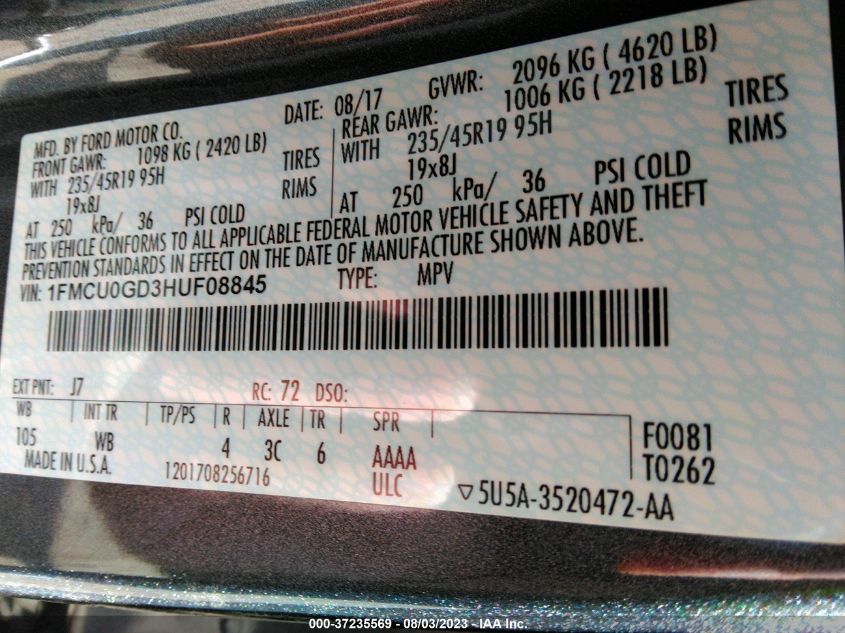 MFD. BY FORD MOTOR CO. DATE: 08/17 GVWR: 2096 KG ( 4620 LB)
FRONT GAWR: 1098 KG ( 2420 LB) REAR GAWR: 1006 KG ( 2218 LB)
WITH 235/45R19 95H TIRES WITH 235/45R19 95H TIRES
19x8J RIMS 19x8J RIMS
AT 250 kPa/ 36 PSI COLD AT 250 kPa/ 36 PSI COLD
THIS VEHICLE CONFORMS TO ALL APPLICABLE FEDERAL MOTOR VEHICLE SAFETY AND THEFT
PREVENTION STANDARDS IN EFFECT ON THE DATE OF MANUFACTURE SHOWN ABOVE.
VIN: 1FMCU0GD3HUF08845 TYPE: MPV
EXT PNT: J7 RC: 72 DSO:
WB INT TR TP/PS R AXLE TR SPR
105 WB 4 3C 6 AAAA F0081
MADE IN U.S.A. 1201708256716 ULC T0262
▽5U5A-3520472-AA
000-37235569 - 08/03/2023 - IAA Inc.